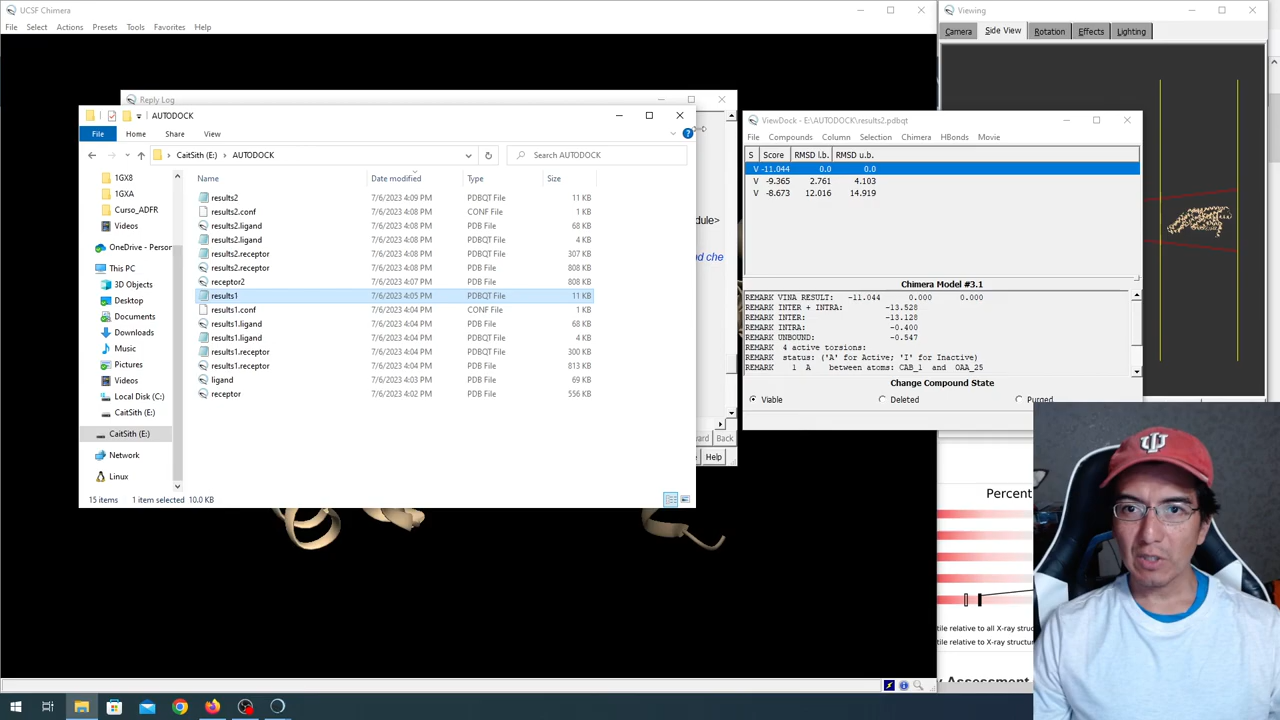 UCSF Chimera
File Select Actions Presets Tools Favorites Help
Reply Log
AUTODOCK
File Home Share View
CaitSith (E:) AUTODOCK
Search AUTODOCK
Name Date modified Type Size
1GX8
1GXA
Curso_ADFR
Videos
OneDrive - Person
This PC
3D Objects
Desktop
Documents
Downloads
Music
Pictures
Videos
Local Disk (C:)
CaitSith (E:)
CaitSith (E:)
Network
Linux
results2 7/6/2023 4:09 PM PDBQT File 11 KB
results2.conf 7/6/2023 4:08 PM CONF File 1 KB
results2.ligand 7/6/2023 4:08 PM PDB File 68 KB
results2.ligand 7/6/2023 4:08 PM PDBQT File 4 KB
results2.receptor 7/6/2023 4:08 PM PDBQT File 307 KB
results2.receptor 7/6/2023 4:08 PM PDB File 808 KB
receptor2 7/6/2023 4:07 PM PDB File 808 KB
results1 7/6/2023 4:05 PM PDBQT File 11 KB
results1.conf 7/6/2023 4:04 PM CONF File 1 KB
results1.ligand 7/6/2023 4:04 PM PDB File 68 KB
results1.ligand 7/6/2023 4:04 PM PDBQT File 4 KB
results1.receptor 7/6/2023 4:04 PM PDBQT File 300 KB
results1.receptor 7/6/2023 4:04 PM PDB File 813 KB
ligand 7/6/2023 4:03 PM PDB File 69 KB
receptor 7/6/2023 4:02 PM PDB File 556 KB
15 items 1 item selected 10.0 KB
dule>
nd che
ard Back
Help
Viewing
Camera Side View Rotation Effects Lighting
ViewDock - E:\AUTODOCK\results2.pdbqt
File Compounds Column Selection Chimera HBonds Movie
S Score RMSD l.b. RMSD u.b.
V -11.044 0.0 0.0
V -9.365 2.761 4.103
V -8.673 12.016 14.919
Chimera Model #3.1
REMARK VINA RESULT: -11.044 0.000 0.000
REMARK INTER + INTRA: -13.528
REMARK INTER: -13.128
REMARK INTRA: -0.400
REMARK UNBOUND: -0.547
REMARK 4 active torsions:
REMARK status: ('A' for Active; 'I' for Inactive)
REMARK 1 A between atoms: CAB_1 and OAA_25
Change Compound State
Viable Deleted Purged
Percent
tile relative to all X-ray struc
tile relative to X-ray structure
y Assessment